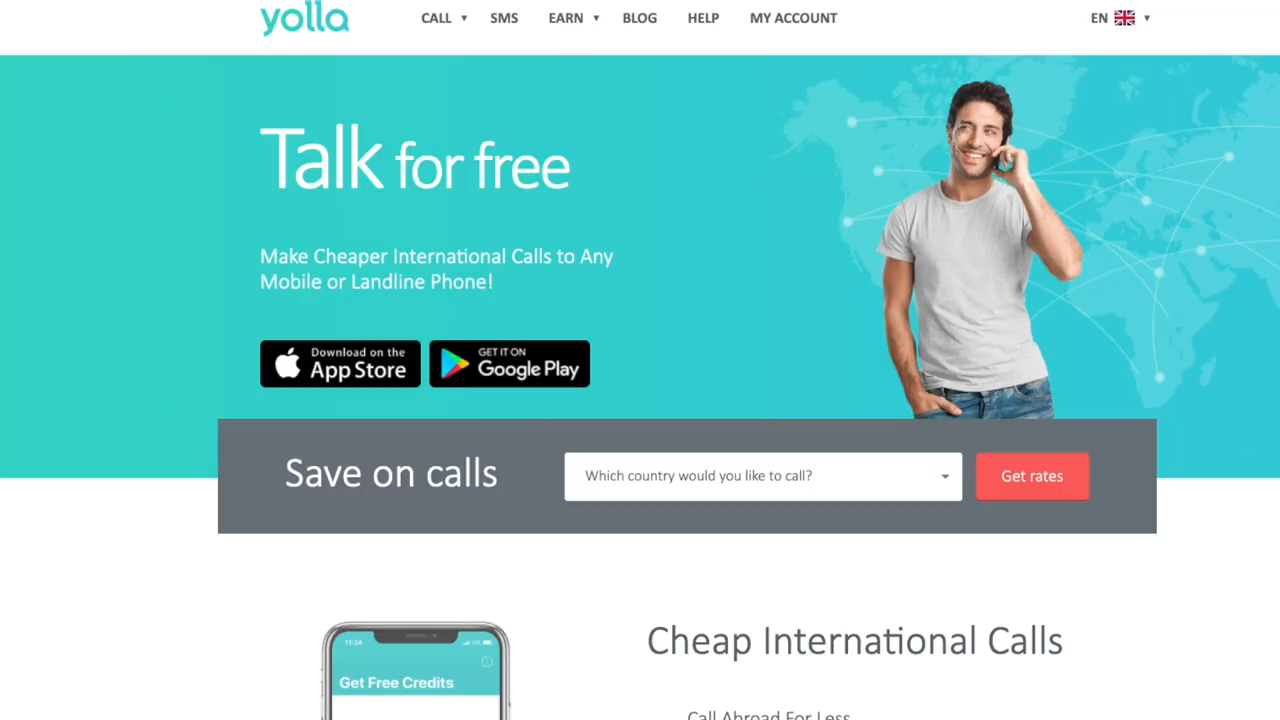 yolla
CALL SMS EARN BLOG HELP MY ACCOUNT EN
Talk for free
Make Cheaper International Calls to Any
Mobile or Landline Phone!
Download on the
App Store
GET IT ON
Google Play
Save on calls
Which country would you like to call?
Get rates
11:24
Get Free Credits
Cheap International Calls
Call Abroad For Less